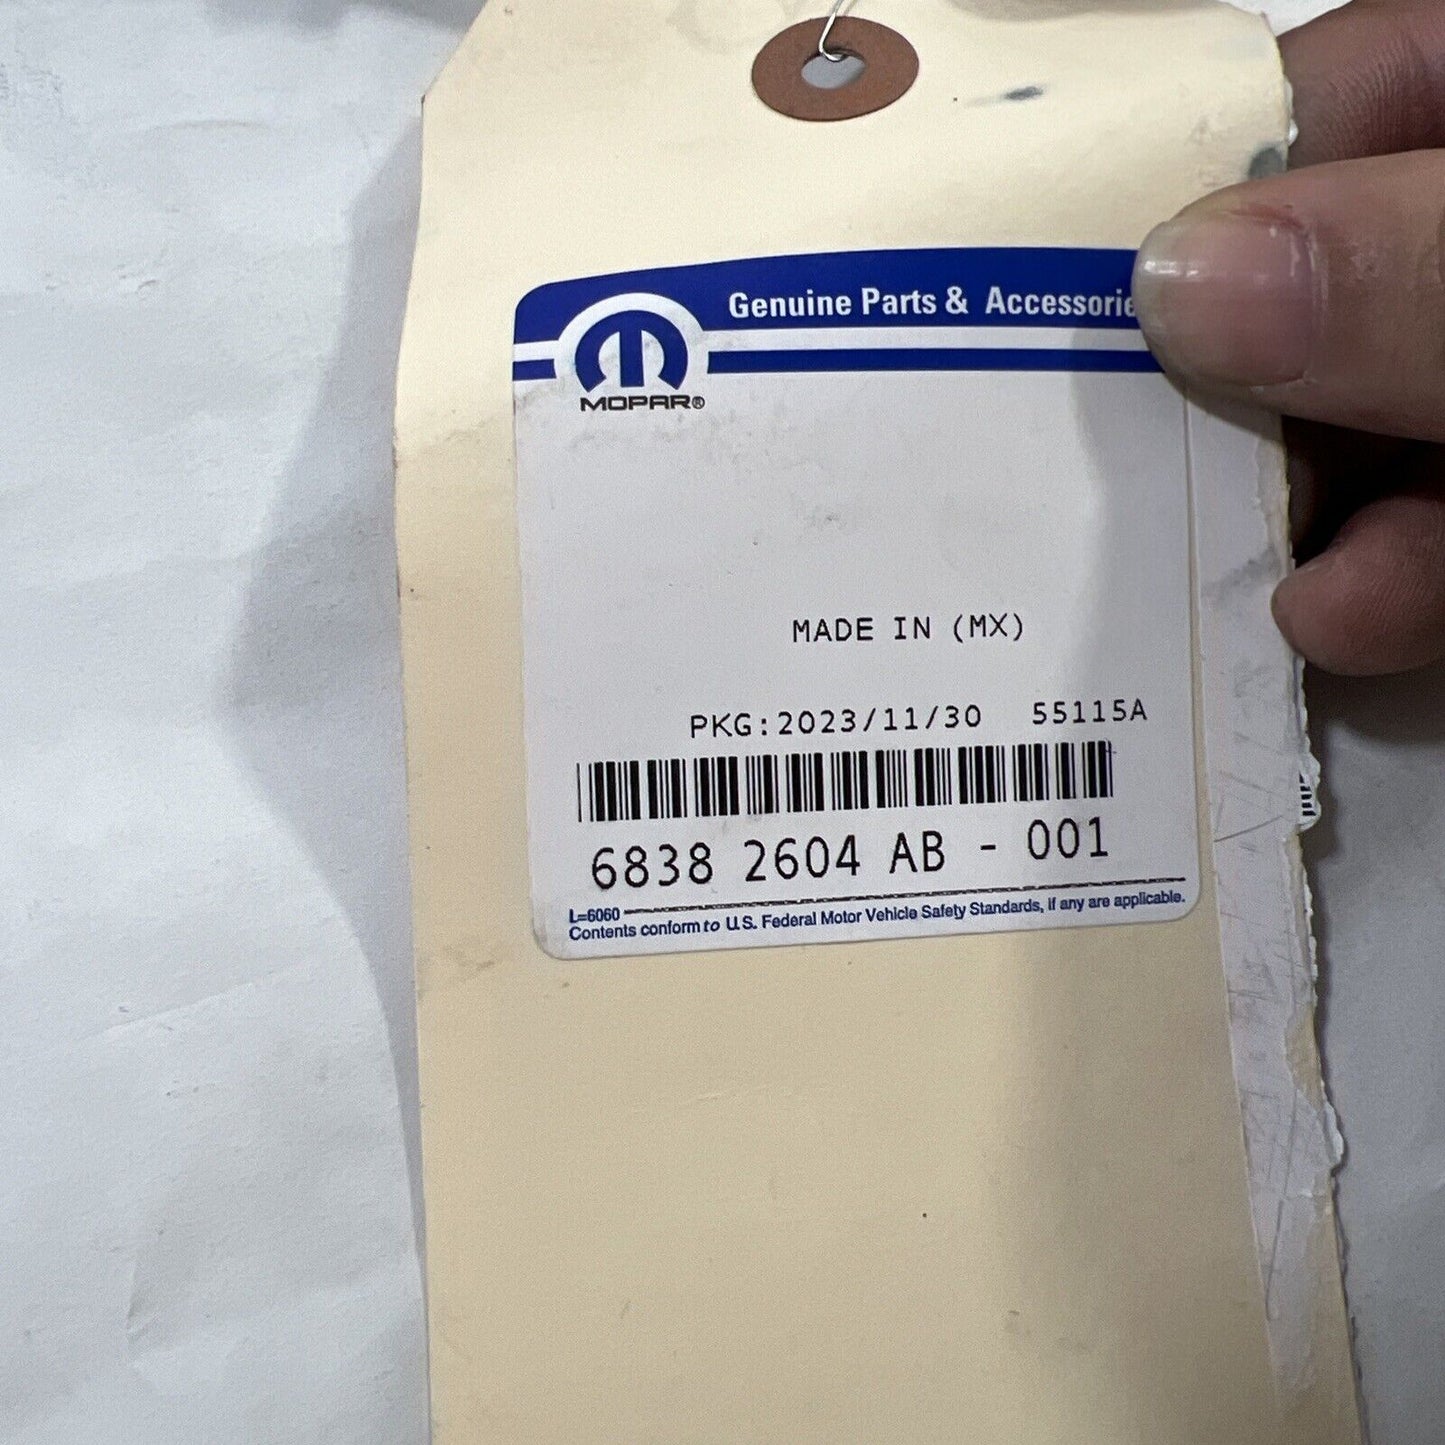 Genuine Parts & Accessorie
MOPAR®
MADE IN (MX)
PKG:2023/11/30 55115A
6838 2604 AB - 001
L=6060
Contents conform to U.S. Federal Motor Vehicle Safety Standards, if any are applicable.